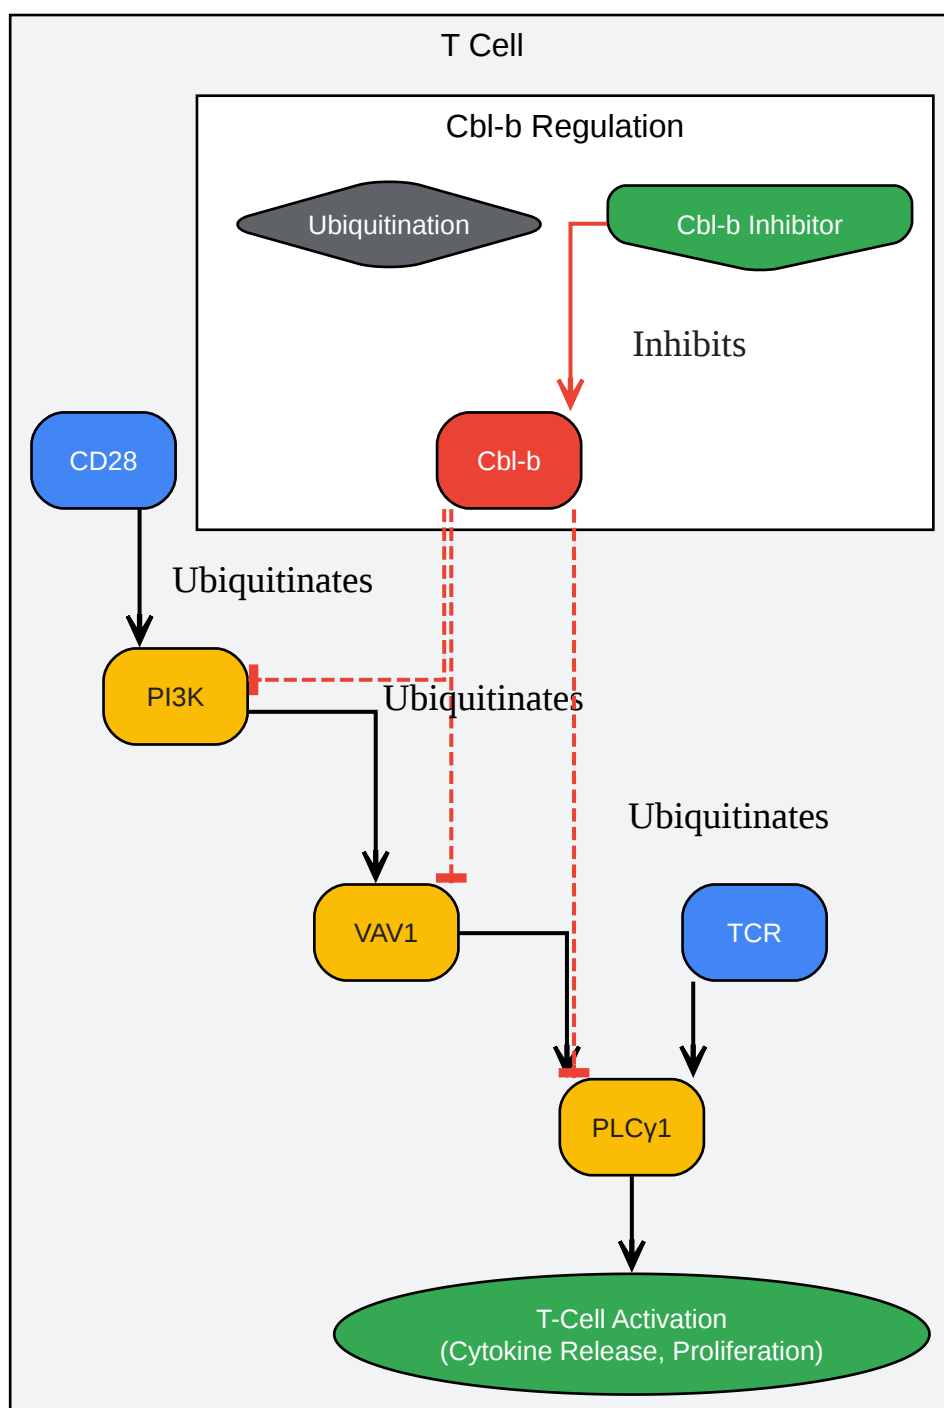 T Cell
Cbl-b Regulation
Ubiquitination
Cbl-b Inhibitor
Inhibits
CD28
Cbl-b
Ubiquitinates
PI3K
Ubiquitinates
Ubiquitinates
VAV1
TCR
PLCγ1
T-Cell Activation
(Cytokine Release, Proliferation)